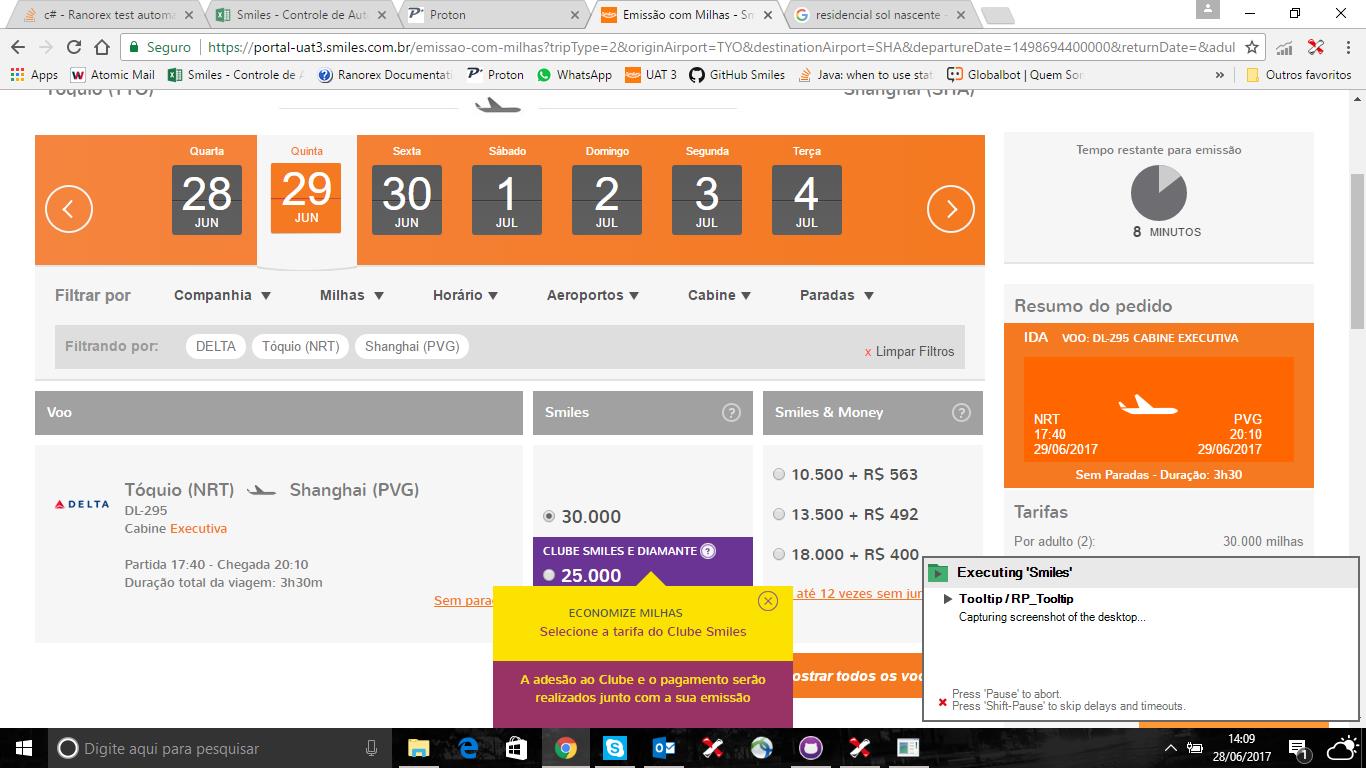 c# - Ranorex test automa
Smiles - Controle de Aut
Proton
Emissão com Milhas - Sm
residencial sol nascente -
Seguro
https://portal-uat3.smiles.com.br/emissao-com-milhas?tripType=2&originAirport=TYO&destinationAirport=SHA&departureDate=1498694400000&returnDate=&adul
Apps
Atomic Mail
Smiles - Controle de A
Ranorex Documentati
Proton
WhatsApp
UAT 3
GitHub Smiles
Java: when to use stat
Globalbot | Quem Son
»
Outros favoritos
Tóquio (TYO)
Shanghai (SHA)
Quarta
28
JUN
Quinta
29
JUN
Sexta
30
JUN
Sábado
1
JUL
Domingo
2
JUL
Segunda
3
JUL
Terça
4
JUL
Tempo restante para emissão
8 MINUTOS
Filtrar por
Companhia ▼
Milhas ▼
Horário ▼
Aeroportos ▼
Cabine ▼
Paradas ▼
Filtrando por:
DELTA
Tóquio (NRT)
Shanghai (PVG)
x Limpar Filtros
Resumo do pedido
IDA VOO: DL-295 CABINE EXECUTIVA
NRT
17:40
29/06/2017
PVG
20:10
29/06/2017
Sem Paradas - Duração: 3h30
Tarifas
Por adulto (2): 30.000 milhas
Voo
Smiles ?
Smiles & Money ?
DELTA
Tóquio (NRT) Shanghai (PVG)
DL-295
Cabine Executiva
Partida 17:40 - Chegada 20:10
Duração total da viagem: 3h30m
Sem para
30.000
CLUBE SMILES E DIAMANTE ?
25.000
10.500 + R$ 563
13.500 + R$ 492
18.000 + R$ 400
até 12 vezes sem jur
ECONOMIZE MILHAS
Selecione a tarifa do Clube Smiles
A adesão ao Clube e o pagamento serão
realizados junto com a sua emissão
ostrar todos os voo
Executing 'Smiles'
Tooltip / RP_Tooltip
Capturing screenshot of the desktop...
Press 'Pause' to abort.
Press 'Shift-Pause' to skip delays and timeouts.
Digite aqui para pesquisar
14:09
28/06/2017
1